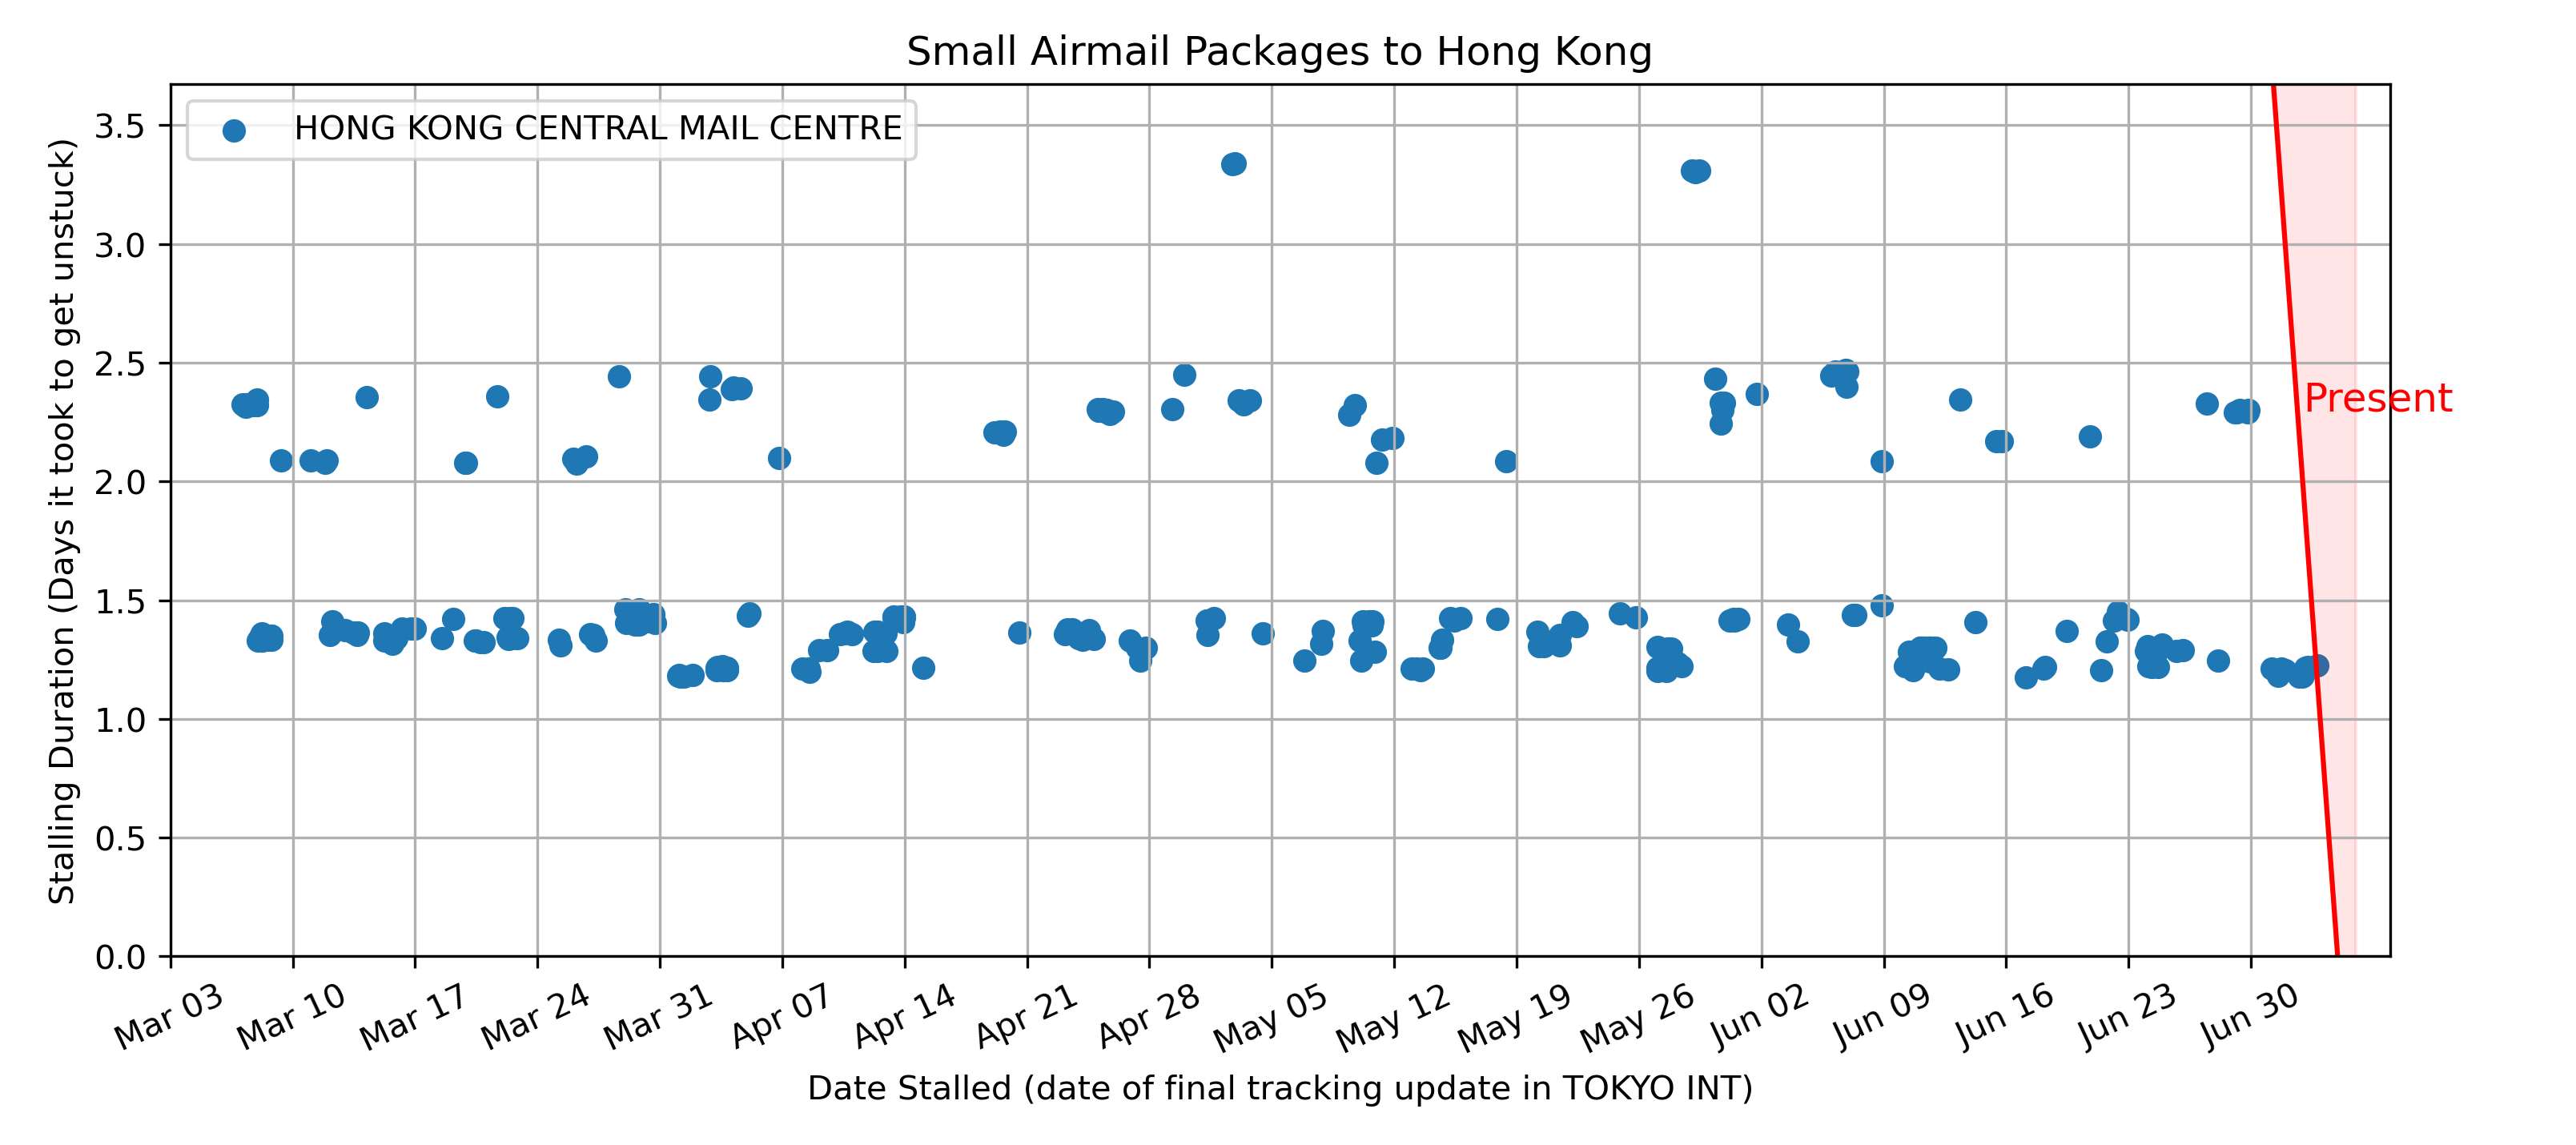 Small Airmail Packages to Hong Kong
HONG KONG CENTRAL MAIL CENTRE
3.5
3.0
2.5
2.0
1.5
1.0
0.5
0.0
Stalling Duration (Days it took to get unstuck)
Present
Mar 03
Mar 10
Mar 17
Mar 24
Mar 31
Apr 07
Apr 14
Apr 21
Apr 28
May 05
May 12
May 19
May 26
Jun 02
Jun 09
Jun 16
Jun 23
Jun 30
Date Stalled (date of final tracking update in TOKYO INT)